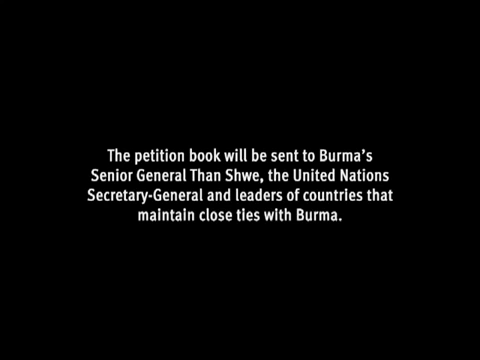 The petition book will be sent to Burma's
Senior General Than Shwe, the United Nations
Secretary-General and leaders of countries that
maintain close ties with Burma.